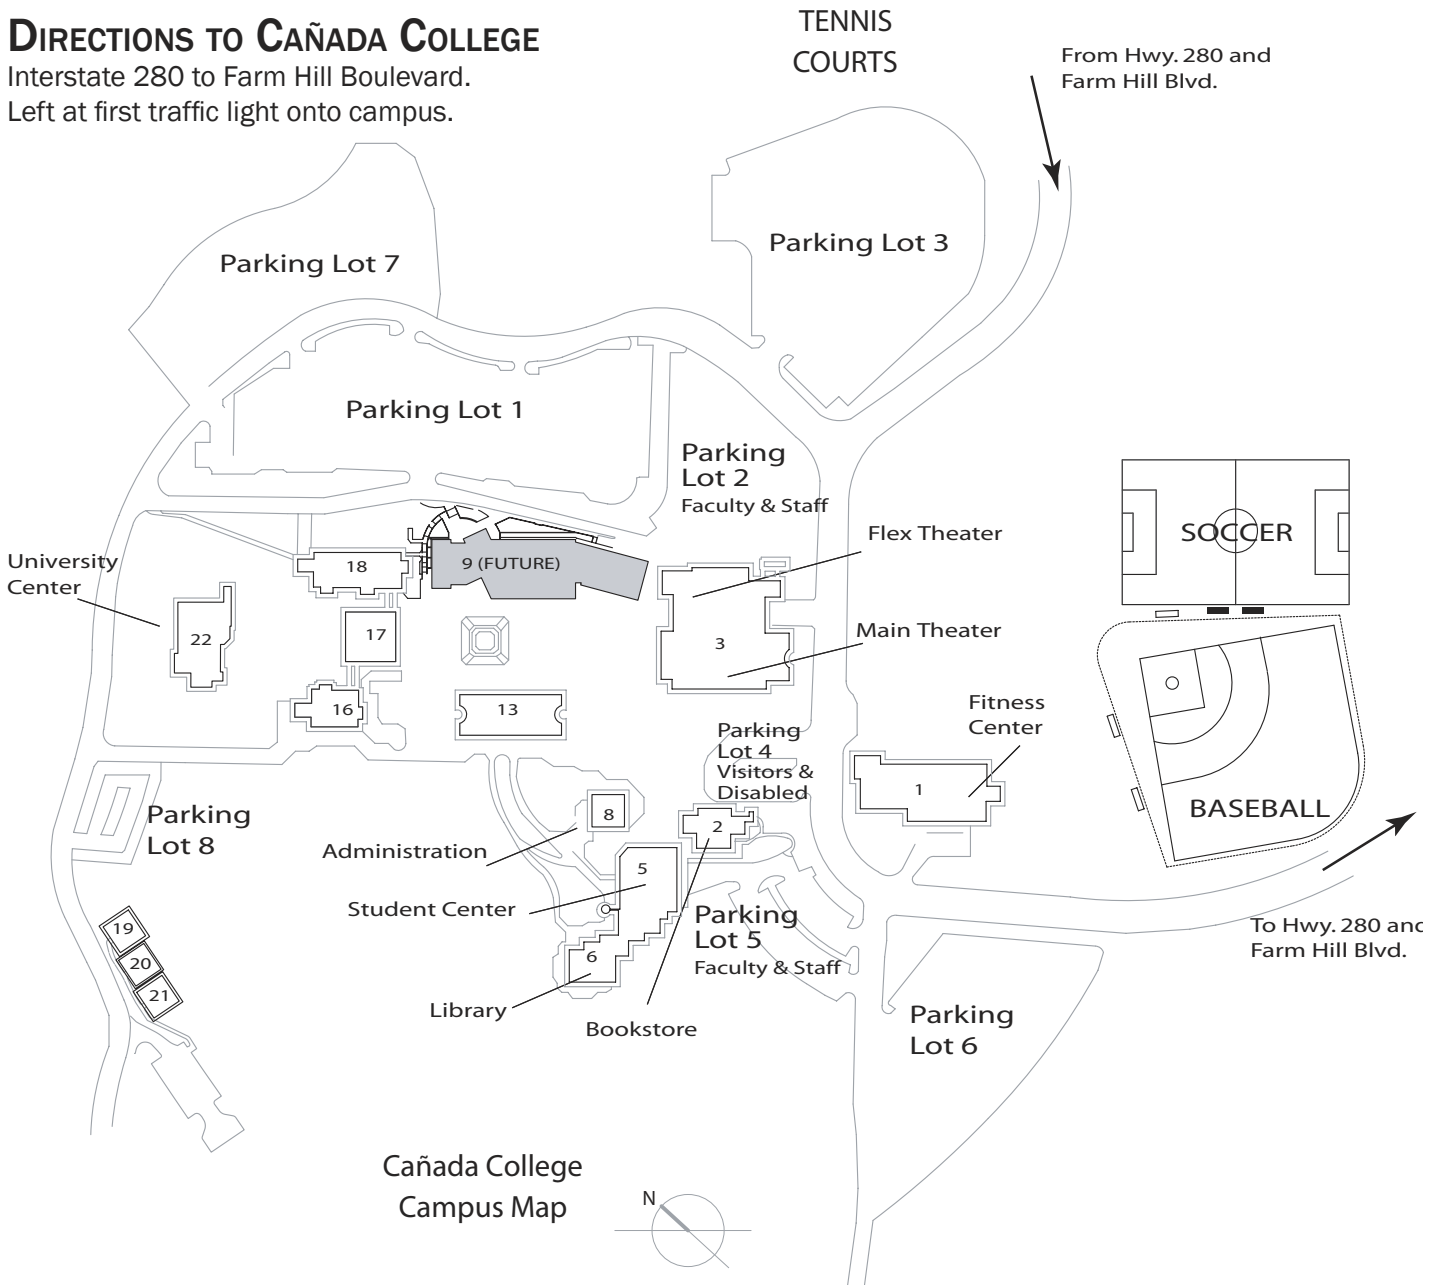 DIRECTIONS TO CAÑADA COLLEGE
Interstate 280 to Farm Hill Boulevard.
Left at first traffic light onto campus.
TENNIS
COURTS
From Hwy. 280 and
Farm Hill Blvd.
Parking Lot 7
Parking Lot 3
Parking Lot 1
Parking
Lot 2
Faculty & Staff
SOCCER
Flex Theater
University
Center
18
9 (FUTURE)
22
17
3
Main Theater
16
13
Fitness
Center
Parking
Lot 4
Visitors &
Disabled
1
BASEBALL
Parking
Lot 8
8
2
Administration
5
Student Center
Parking
Lot 5
Faculty & Staff
19
20
21
6
Library
Bookstore
To Hwy. 280 and
Farm Hill Blvd.
Parking
Lot 6
Cañada College
Campus Map
N